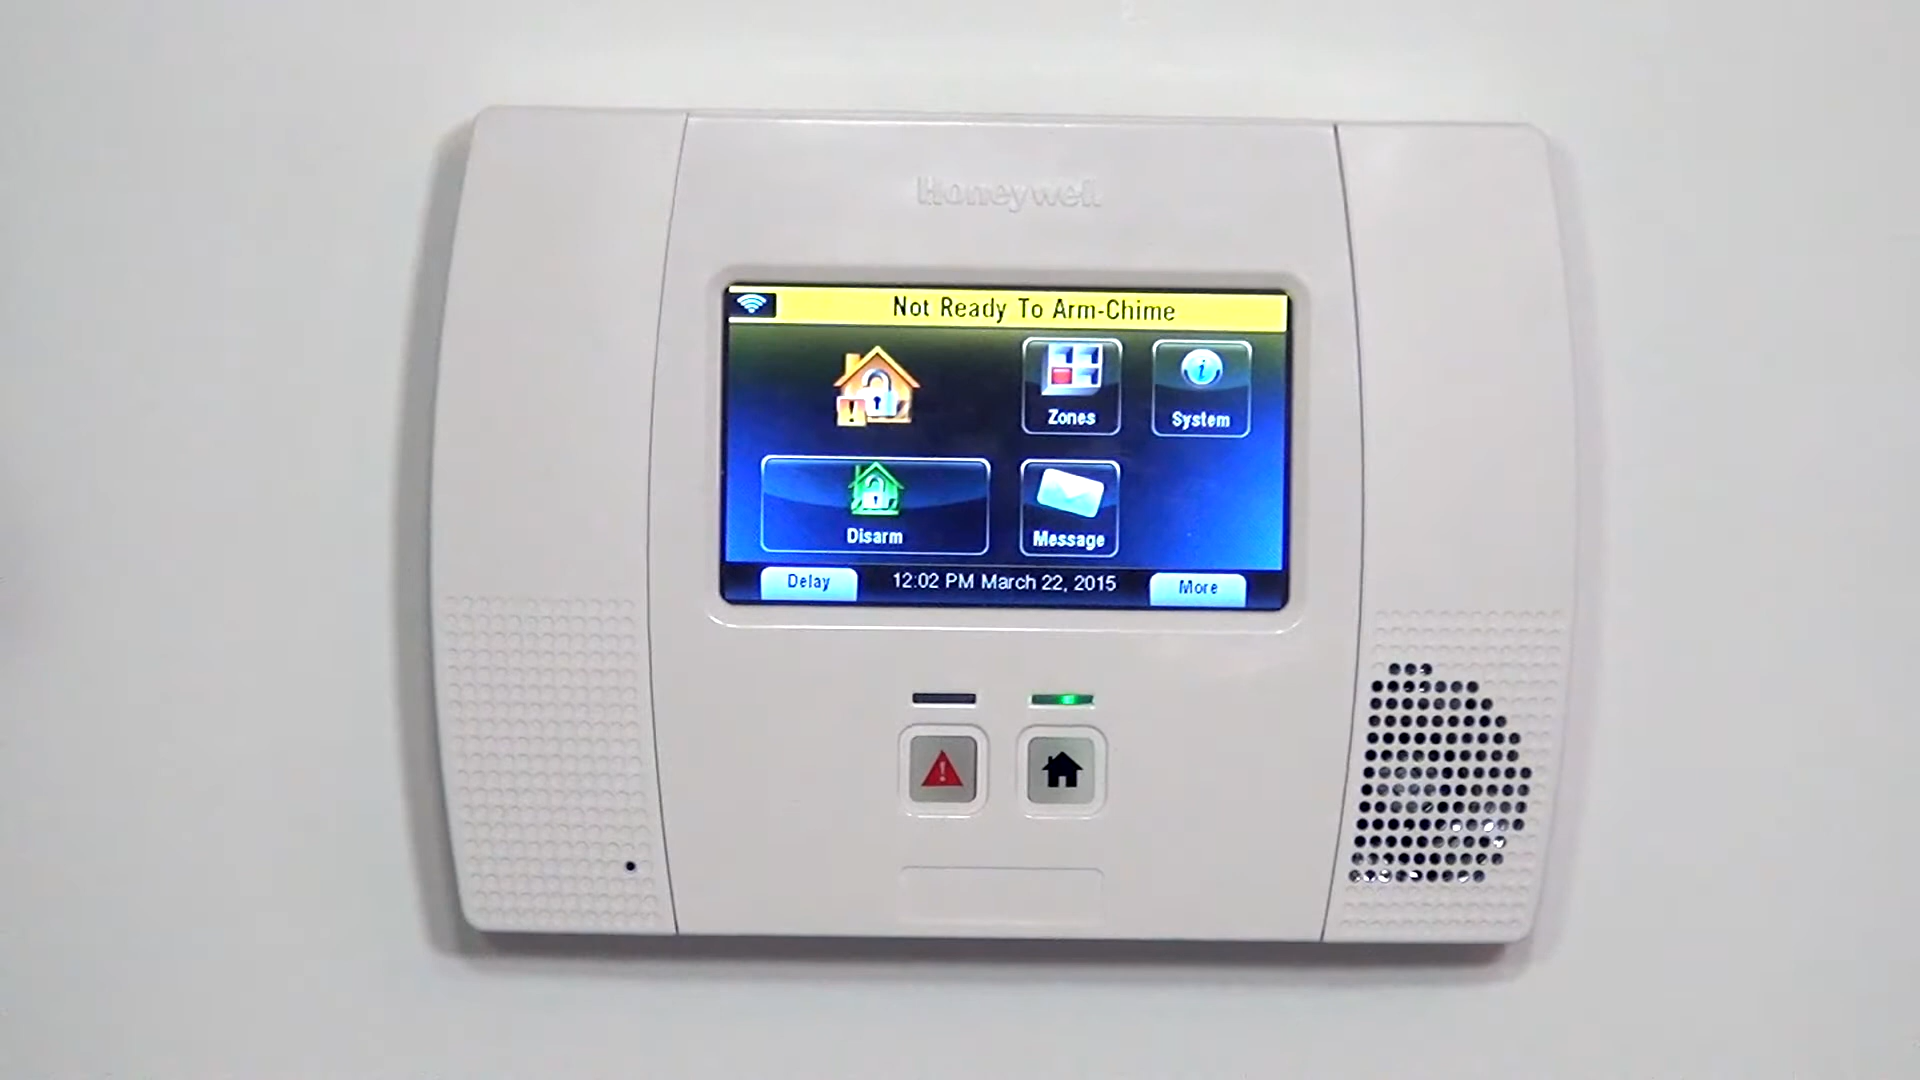 Honeywell
Not Ready To Arm-Chime
Zones
System
Disarm
Message
Delay
12:02 PM March 22, 2015
More